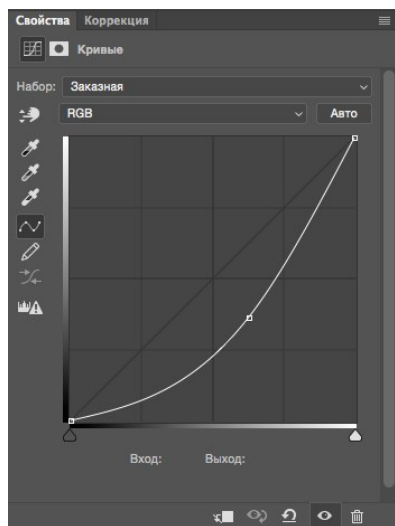 Свойства Коррекция
Кривые
Набор: Заказная
RGB Авто
Вход: Выход: